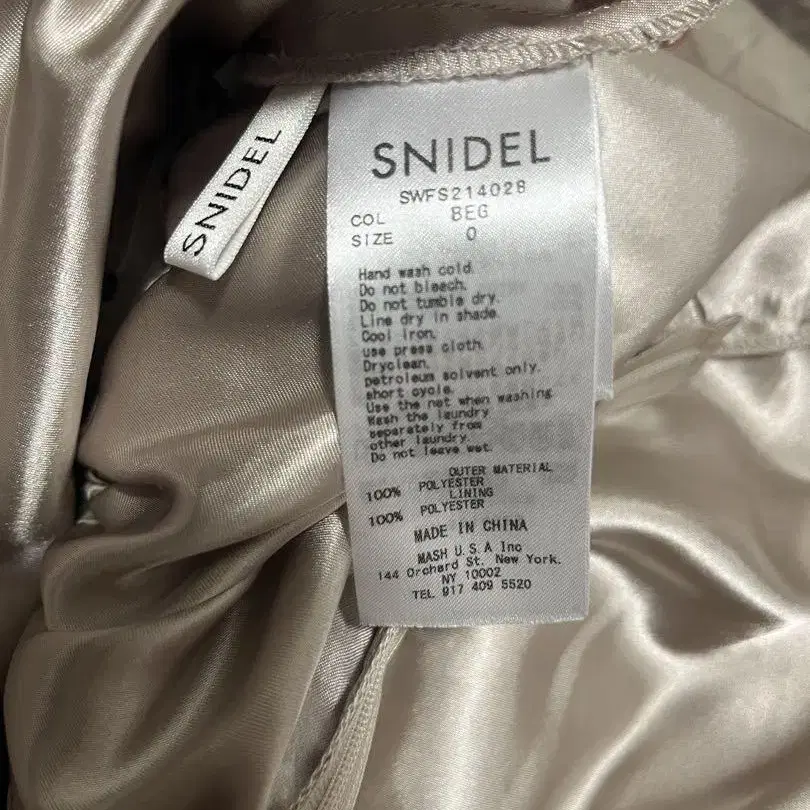 SNIDEL
SNIDEL
SWFS214028
COL BEG
SIZE 0
Hand wash cold.
Do not bleach.
Do not tumble dry.
Line dry in shade.
Cool iron.
use press cloth.
Dryclean.
petroleum solvent only.
short cycle.
Use the net when washing
Wash the laundry
separately from
other laundry.
Do not leave wet.
OUTER MATERIAL
100% POLYESTER
LINING
100% POLYESTER
MADE IN CHINA
MASH U.S.A Inc
144 Orchard St. New York.
NY 10002
TEL 917 409 5520